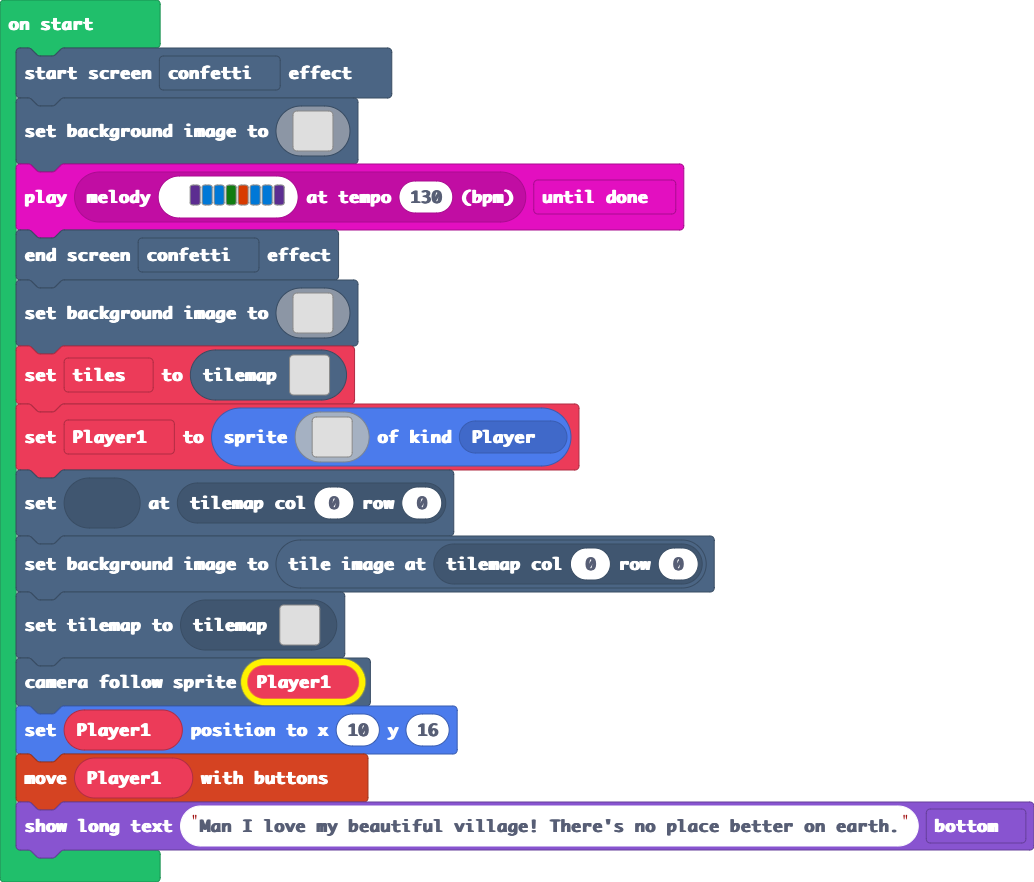 on start
start screen confetti effect
set background image to
play melody at tempo 130 (bpm) until done
end screen confetti effect
set background image to
set tiles to tilemap
set Player1 to sprite of kind Player
set at tilemap col 0 row 0
set background image to tile image at tilemap col 0 row 0
set tilemap to tilemap
camera follow sprite Player1
set Player1 position to x 10 y 16
move Player1 with buttons
show long text "Man I love my beautiful village! There's no place better on earth." bottom